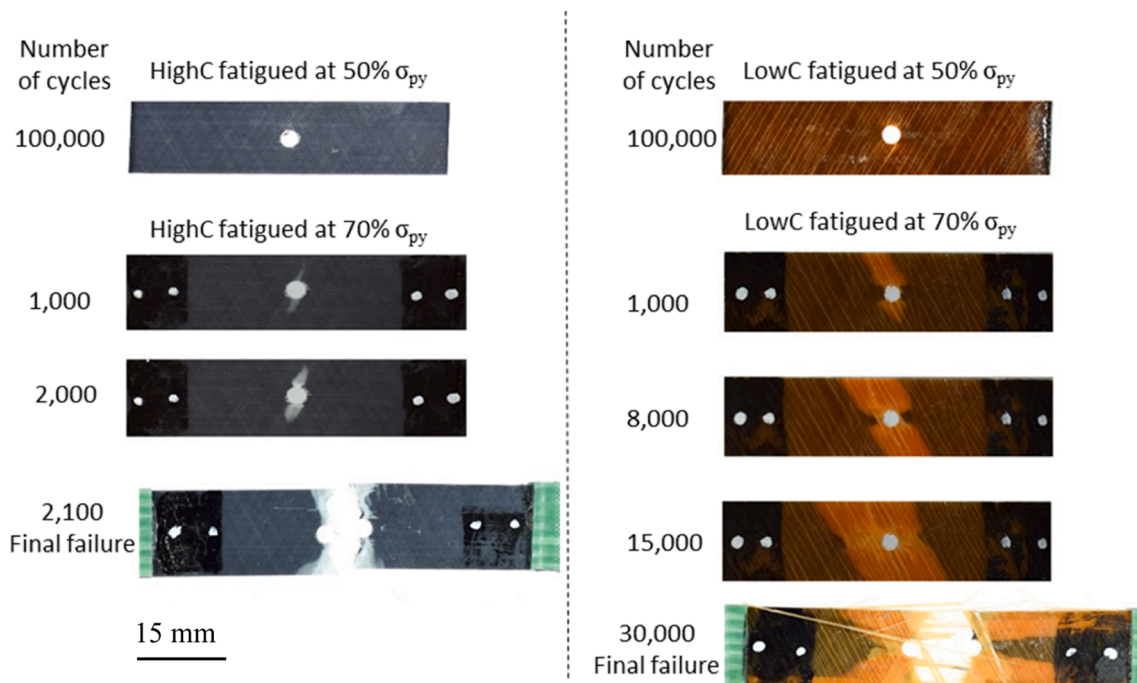 Number
of cycles
HighC fatigued at 50% σpy
100,000
HighC fatigued at 70% σpy
1,000
2,000
2,100
Final failure
15 mm
Number
of cycles
LowC fatigued at 50% σpy
100,000
LowC fatigued at 70% σpy
1,000
8,000
15,000
30,000
Final failure